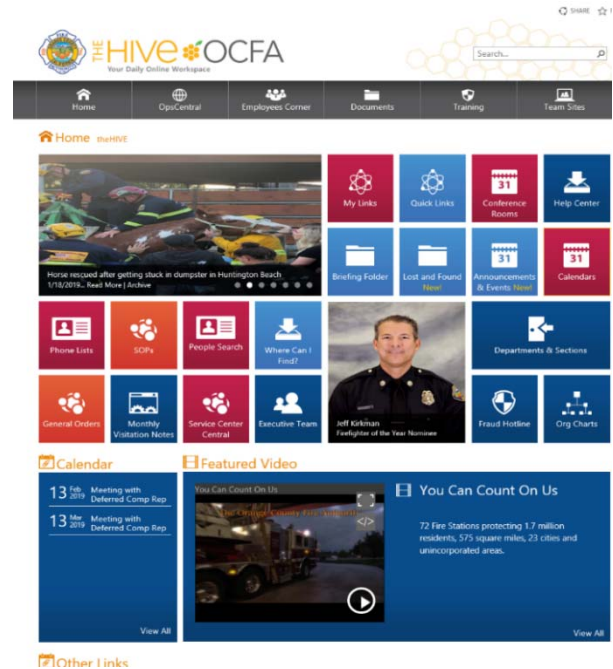 SHARE
THE HIVE OCFA
Your Daily Online Workspace
Search...
Home
OpsCentral
Employees Corner
Documents
Training
Team Sites
Home theHIVE
Horse rescued after getting stuck in dumpster in Huntington Beach
1/18/2019... Read More | Archive
My Links
Quick Links
31
Conference
Rooms
Help Center
Briefing Folder
Lost and Found
New!
31
Announcements
& Events New!
31
Calendars
Phone Lists
SOPs
People Search
Where Can I
Find?
Jeff Kirkman
Firefighter of the Year Nominee
Departments & Sections
General Orders
Monthly
Visitation Notes
Service Center
Central
Executive Team
Fraud Hotline
Org Charts
Calendar
13 Feb 2019 Meeting with
Deferred Comp Rep
13 Mar 2019 Meeting with
Deferred Comp Rep
View All
Featured Video
You Can Count On Us
</>
You Can Count On Us
72 Fire Stations protecting 1.7 million
residents, 575 square miles, 23 cities and
unincorporated areas.
View All
Other Links